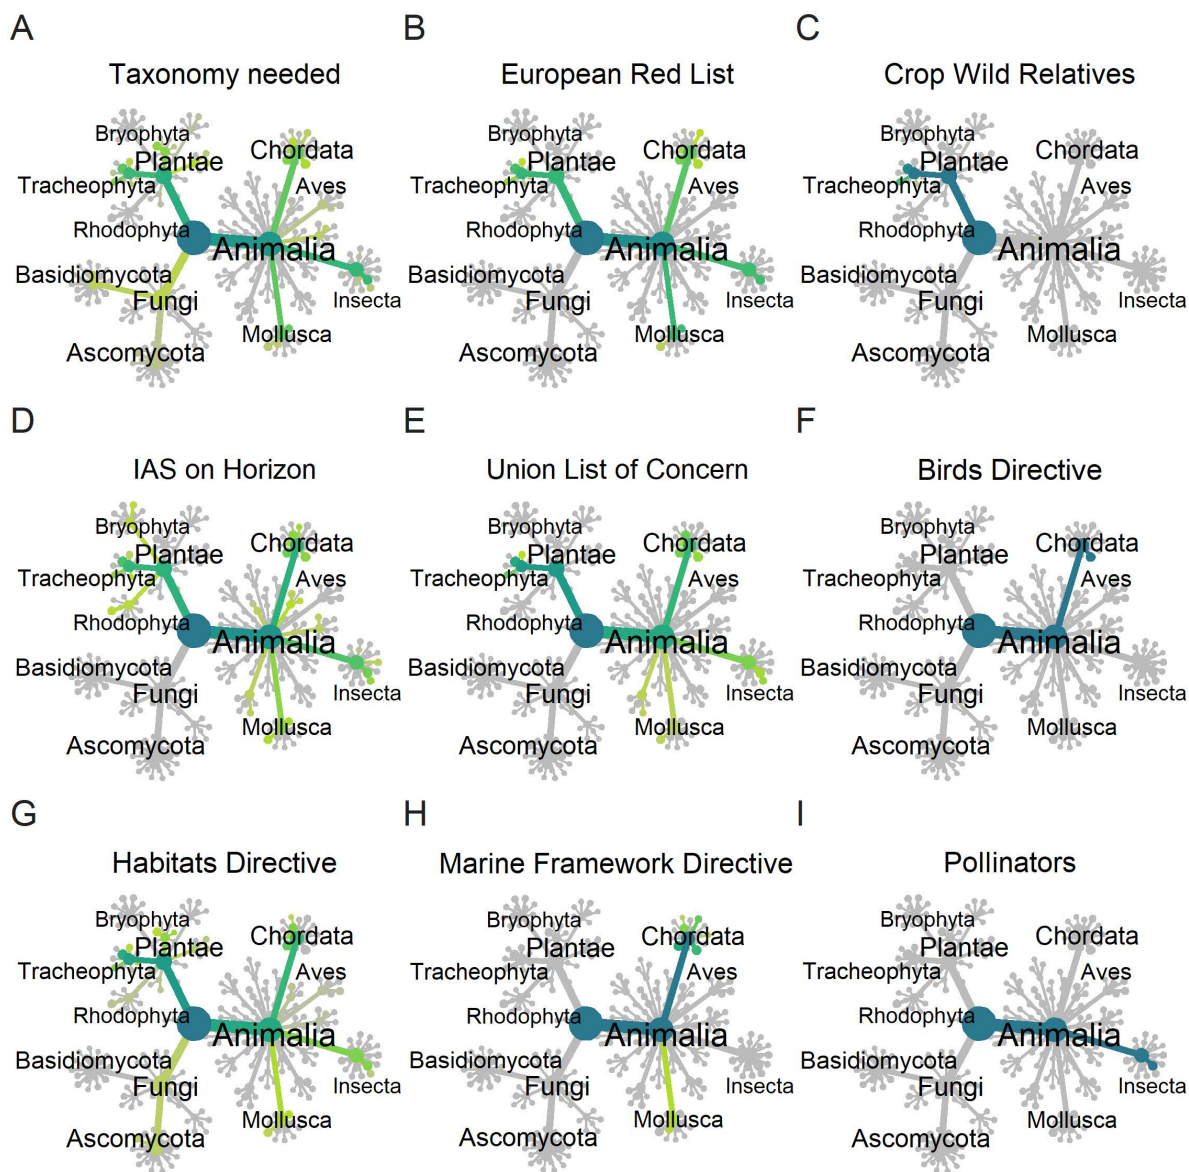 A
B
C
Taxonomy needed
European Red List
Crop Wild Relatives
Bryophyta
Plantae
Chordata
Tracheophyta
Aves
Rhodophyta
Animalia
Basidiomycota
Fungi
Insecta
Mollusca
Ascomycota
Bryophyta
Plantae
Chordata
Tracheophyta
Aves
Rhodophyta
Animalia
Basidiomycota
Fungi
Insecta
Mollusca
Ascomycota
Bryophyta
Plantae
Chordata
Tracheophyta
Aves
Rhodophyta
Animalia
Basidiomycota
Fungi
Insecta
Mollusca
Ascomycota
D
E
F
IAS on Horizon
Union List of Concern
Birds Directive
Bryophyta
Plantae
Chordata
Tracheophyta
Aves
Rhodophyta
Animalia
Basidiomycota
Fungi
Insecta
Mollusca
Ascomycota
Bryophyta
Plantae
Chordata
Tracheophyta
Aves
Rhodophyta
Animalia
Basidiomycota
Fungi
Insecta
Mollusca
Ascomycota
Bryophyta
Plantae
Chordata
Tracheophyta
Aves
Rhodophyta
Animalia
Basidiomycota
Fungi
Insecta
Mollusca
Ascomycota
G
H
I
Habitats Directive
Marine Framework Directive
Pollinators
Bryophyta
Plantae
Chordata
Tracheophyta
Aves
Rhodophyta
Animalia
Basidiomycota
Fungi
Insecta
Mollusca
Ascomycota
Bryophyta
Plantae
Chordata
Tracheophyta
Aves
Rhodophyta
Animalia
Basidiomycota
Fungi
Insecta
Mollusca
Ascomycota
Bryophyta
Plantae
Chordata
Tracheophyta
Aves
Rhodophyta
Animalia
Basidiomycota
Fungi
Insecta
Mollusca
Ascomycota